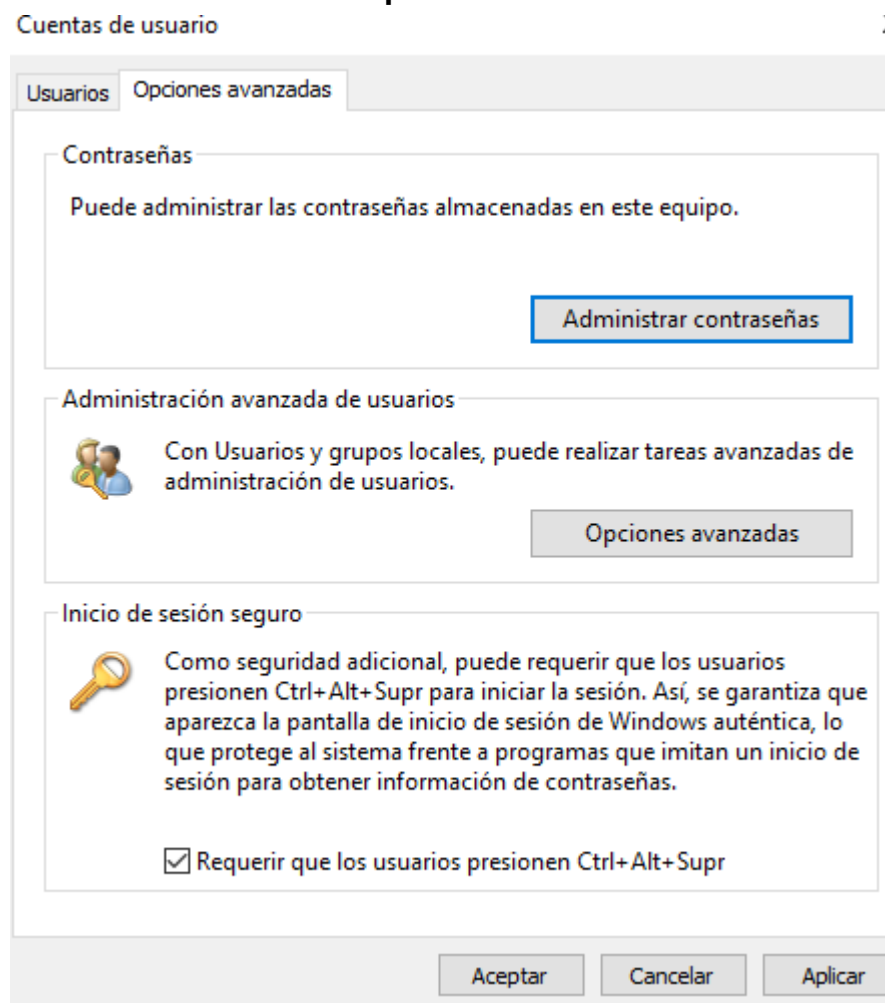 Cuentas de usuario
Usuarios Opciones avanzadas
Contraseñas
Puede administrar las contraseñas almacenadas en este equipo.
Administrar contraseñas
Administración avanzada de usuarios
Con Usuarios y grupos locales, puede realizar tareas avanzadas de
administración de usuarios.
Opciones avanzadas
Inicio de sesión seguro
Como seguridad adicional, puede requerir que los usuarios
presionen Ctrl+Alt+Supr para iniciar la sesión. Así, se garantiza que
aparezca la pantalla de inicio de sesión de Windows auténtica, lo
que protege al sistema frente a programas que imitan un inicio de
sesión para obtener información de contraseñas.
Requerir que los usuarios presionen Ctrl+Alt+Supr
Aceptar Cancelar Aplicar